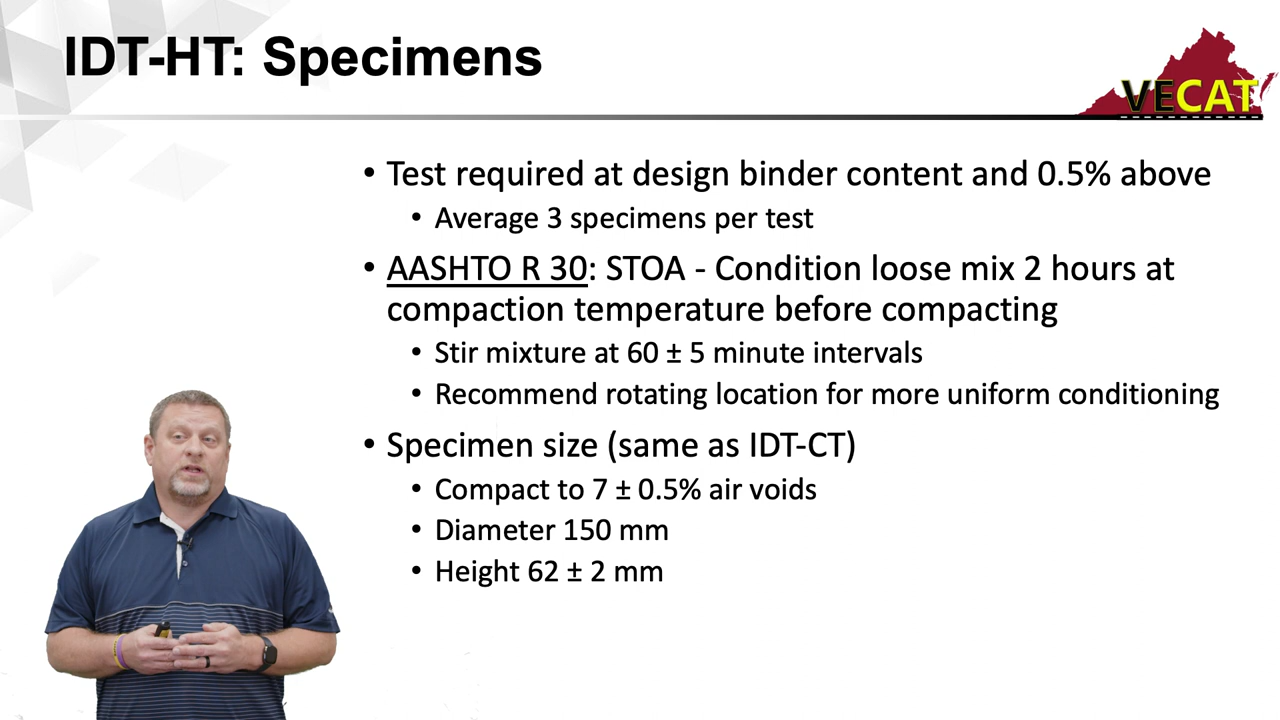 IDT-HT: Specimens
VECAT
• Test required at design binder content and 0.5% above
• Average 3 specimens per test
• AASHTO R 30: STOA - Condition loose mix 2 hours at
compaction temperature before compacting
• Stir mixture at 60 ± 5 minute intervals
• Recommend rotating location for more uniform conditioning
• Specimen size (same as IDT-CT)
• Compact to 7 ± 0.5% air voids
• Diameter 150 mm
• Height 62 ± 2 mm